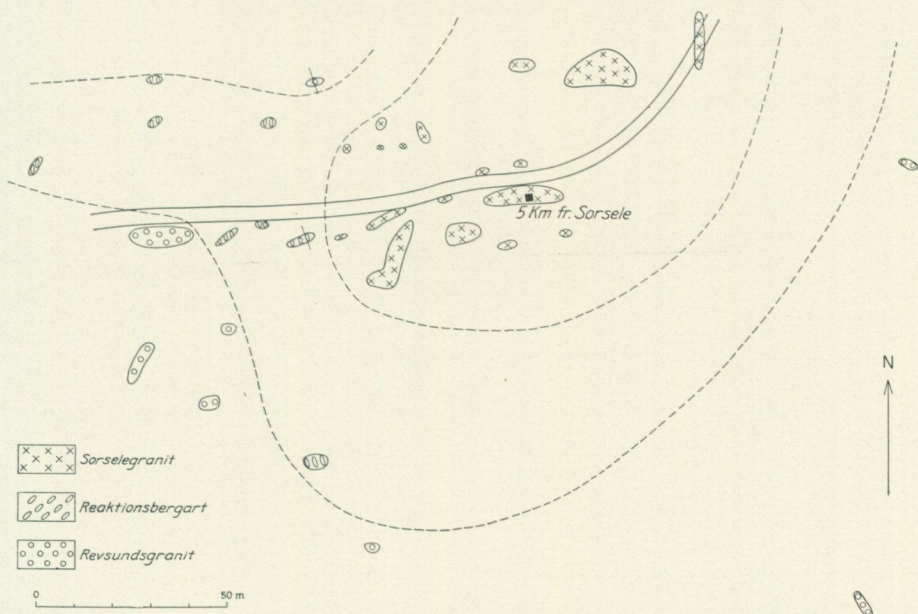 5 Km fr. Sorsele
N
Sorselegranit
Reaktionsbergart
Revsundsgranit
0 50 m